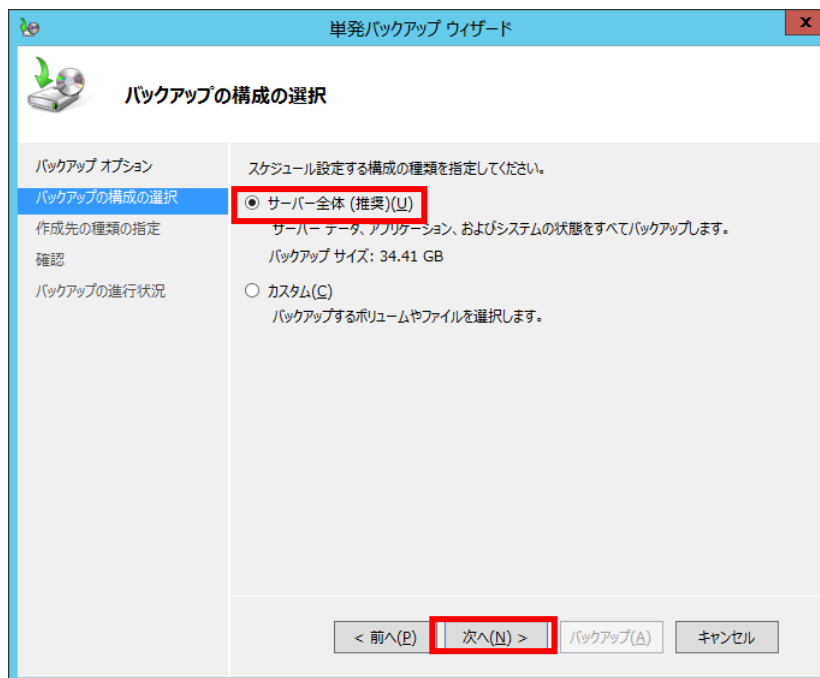 単発バックアップ ウィザード
x
バックアップの構成の選択
バックアップ オプション
バックアップの構成の選択
作成先の種類の指定
確認
バックアップの進行状況
スケジュール設定する構成の種類を指定してください。
サーバー全体 (推奨)(U)
サーバー データ、アプリケーション、およびシステムの状態をすべてバックアップします。
バックアップ サイズ: 34.41 GB
カスタム(C)
バックアップするボリュームやファイルを選択します。
< 前へ(P)
次へ(N) >
バックアップ(A)
キャンセル